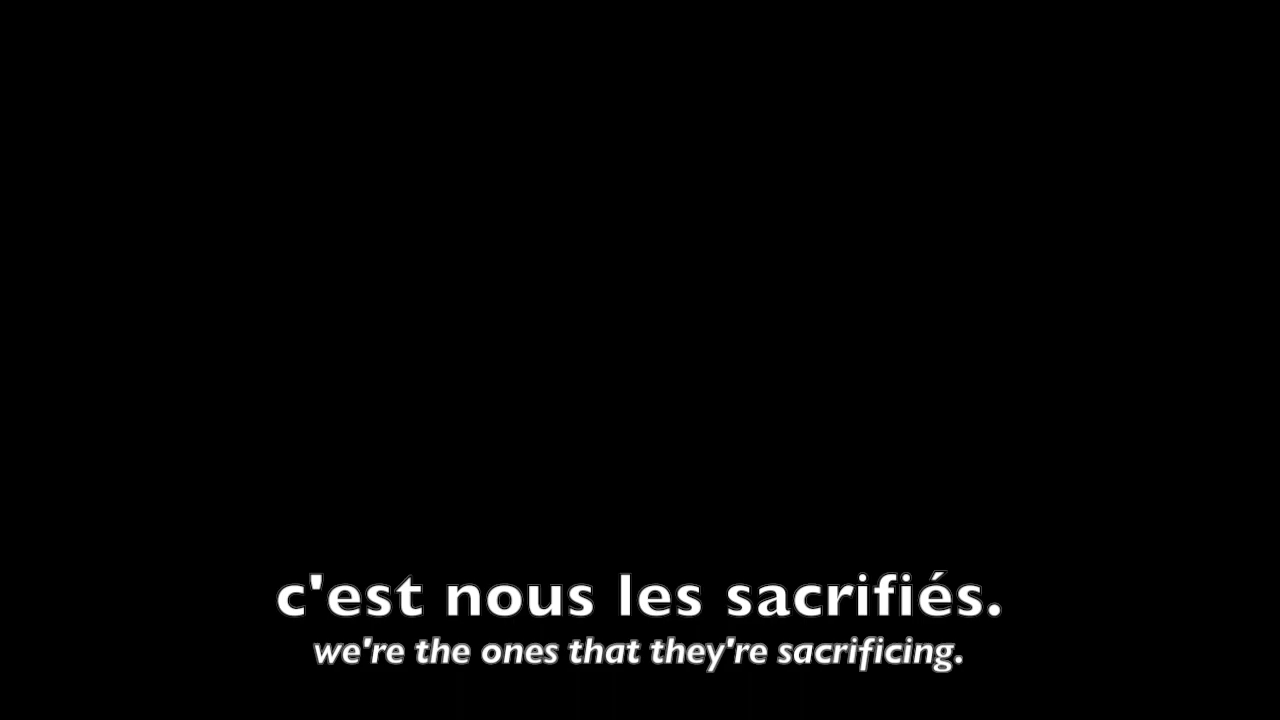 c'est nous les sacrifiés.
we're the ones that they're sacrificing.